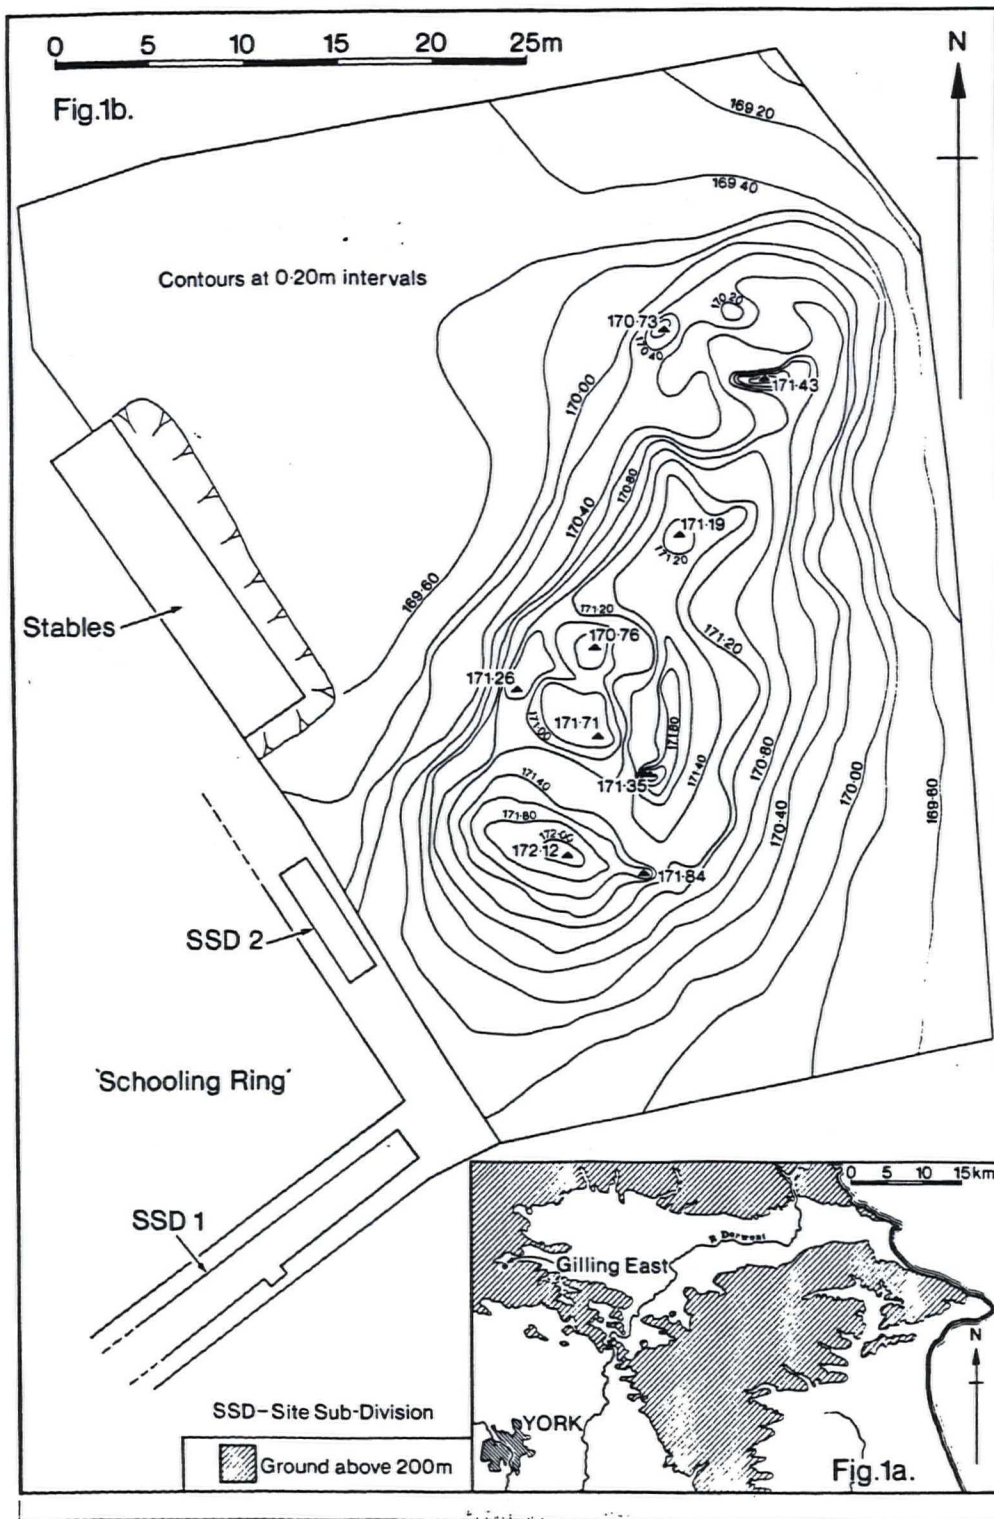 0 5 10 15 20 25m
N
Fig.1b.
169·20
169·40
Contours at 0·20m intervals
170·20
170·73
170·40
171·43
170·00
170·80
170·40
171·19
171·20
169·60
171·20
Stables
170·76
171·20
171·26
171·00
171·71
171·80
171·35
171·40
170·80
170·00
169·60
171·40
171·80
172·00
172·12
170·40
171·84
SSD 2
'Schooling Ring'
SSD 1
0 5 10 15km
R Derwent
Gilling East
N
SSD-Site Sub-Division
YORK
Ground above 200m
Fig.1a.